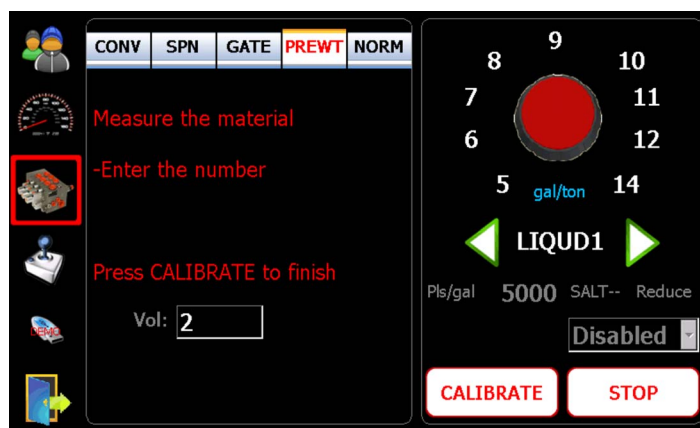 CONV SPN GATE PREWT NORM
Measure the material
-Enter the number
Press CALIBRATE to finish
Vol: 2
DEMO
9
8 10
7 11
6 12
5 gal/ton 14
LIQUD1
Pls/gal 5000 SALT-- Reduce
Disabled
CALIBRATE STOP